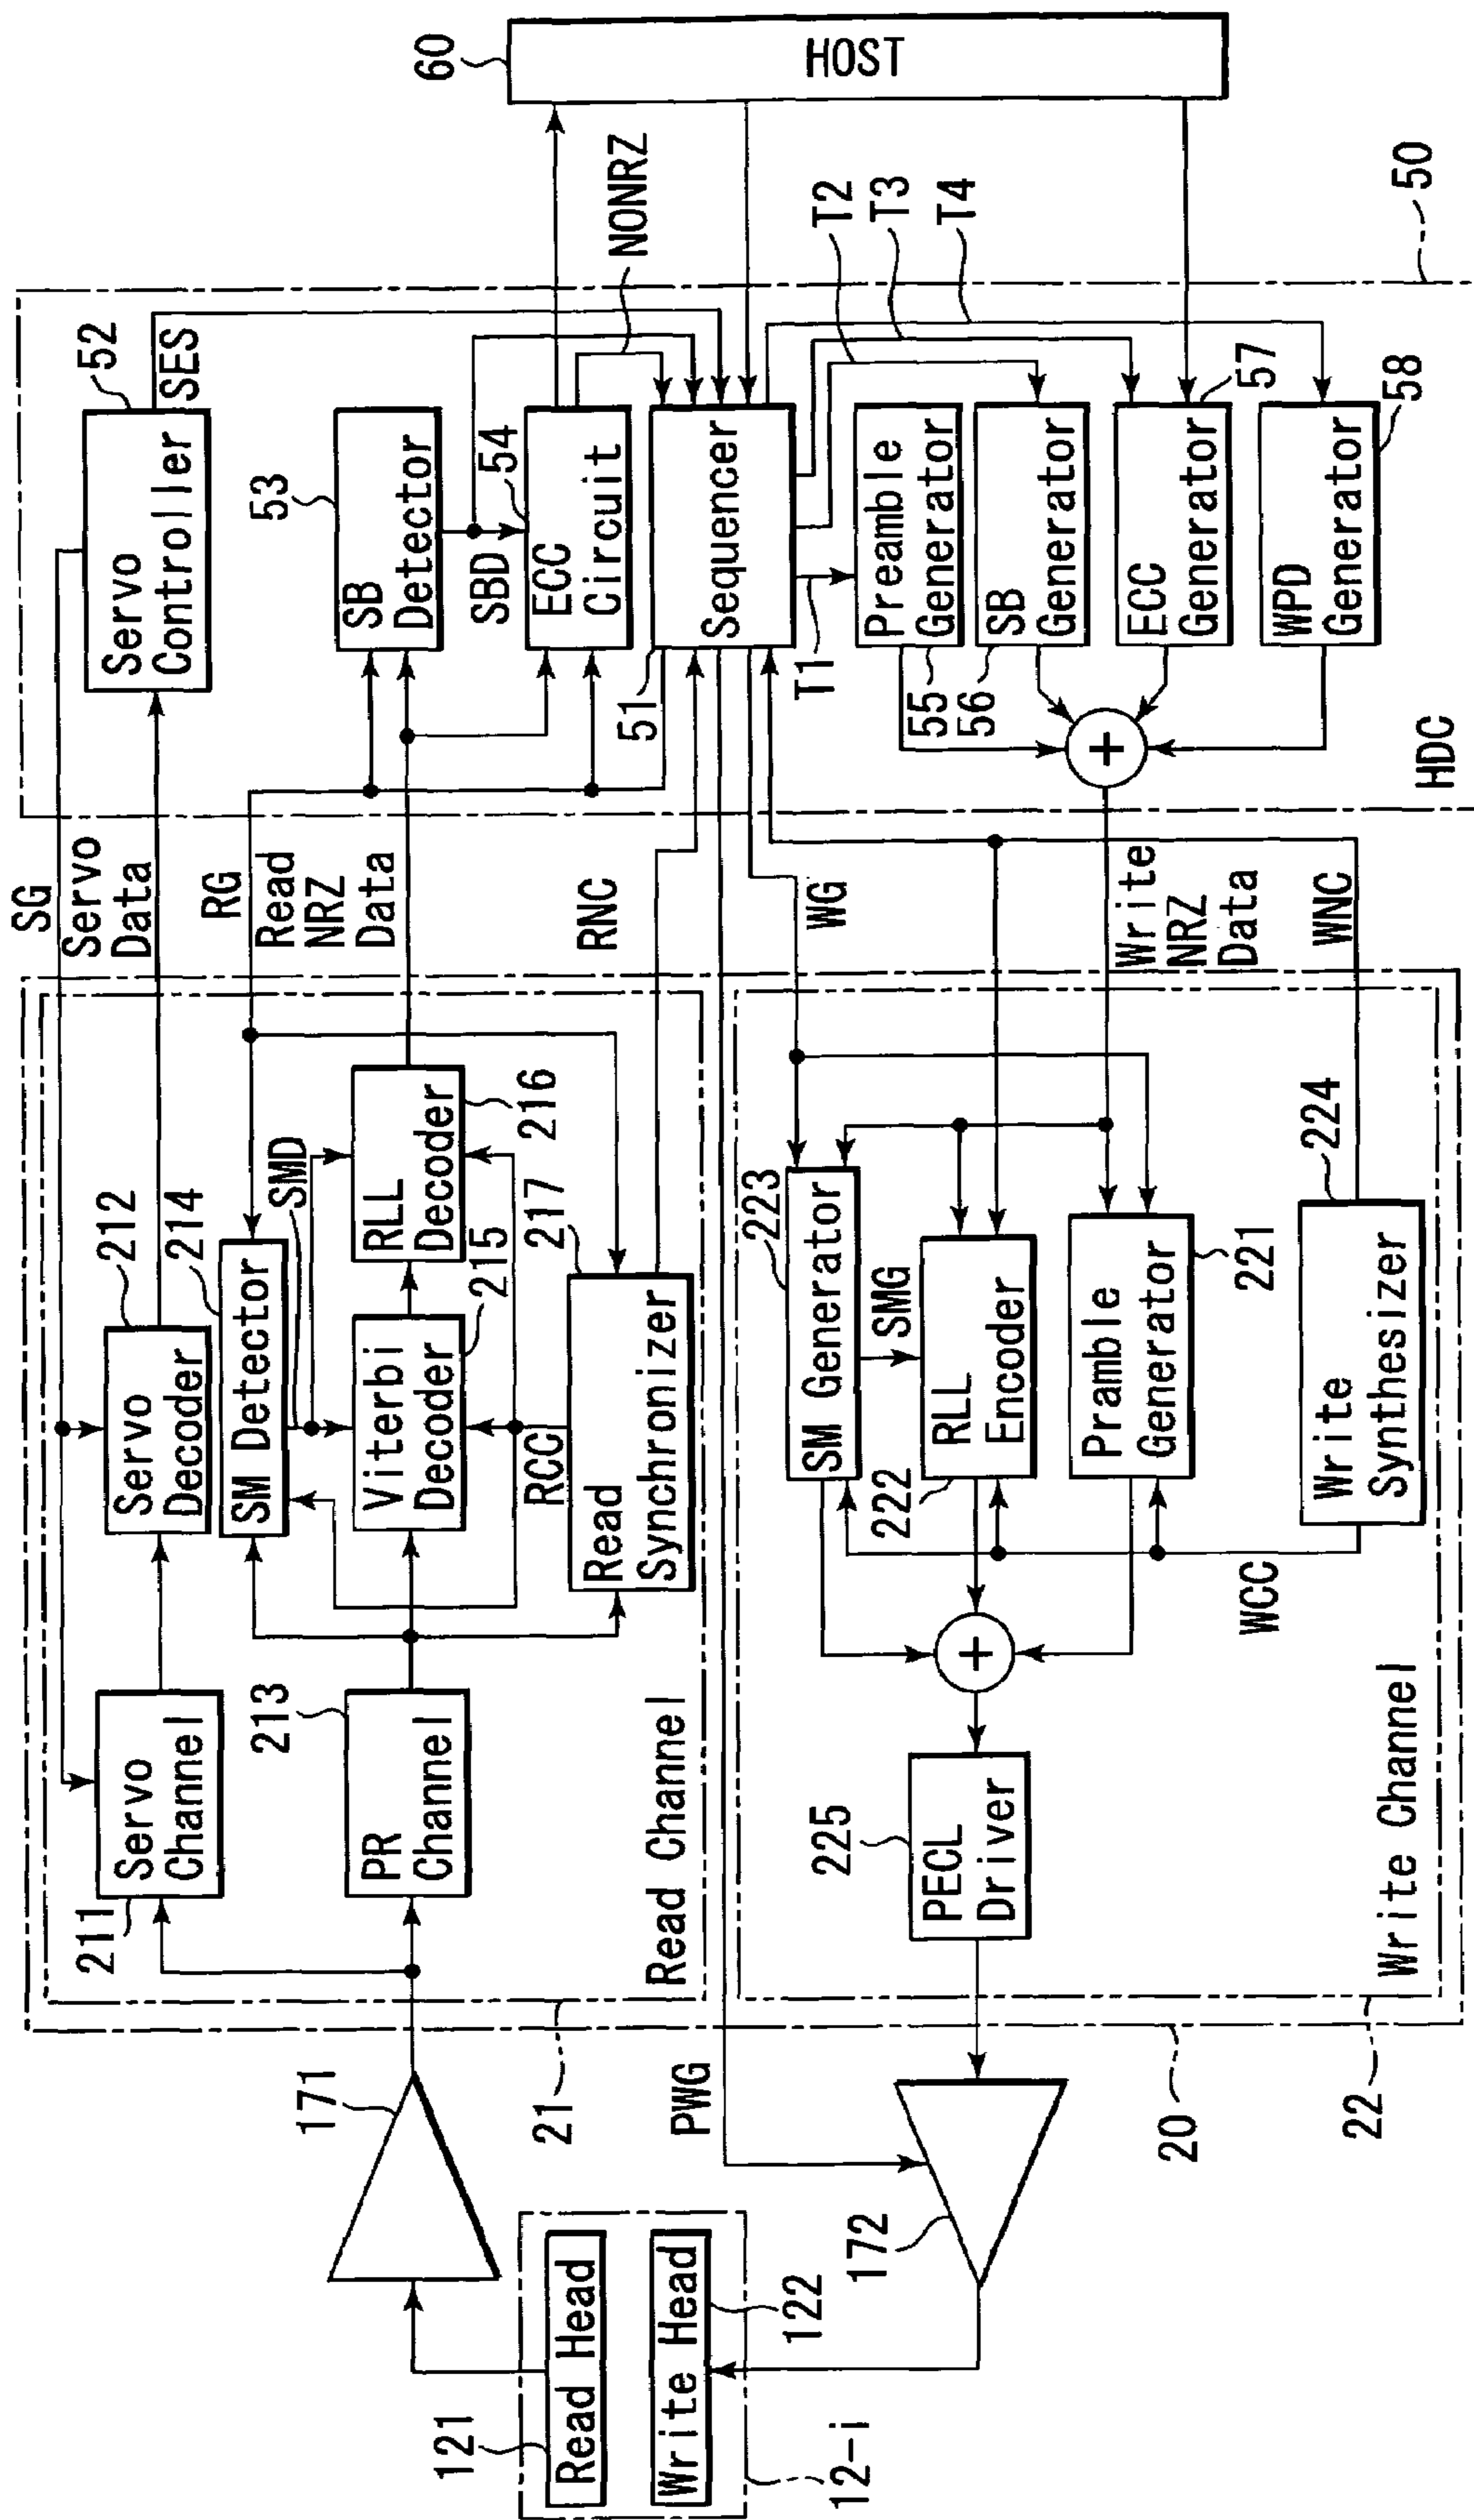 SG
Servo
Data
RG
Read
NRZ
Data
RNC
WG
Write
NRZ
Data
WNC
HDC
50
60
HOST
NONRZ
T2
T3
T4
52
Servo
Controller
SES
53
SB
Detector
SBD
54
ECC
Circuit
51
Sequencer
T1
Preamble
Generator
55
SB
Generator
56
ECC
Generator
57
WPD
Generator
58
211
Servo
Channel
212
Servo
Decoder
213
PR
Channel
214
SM Detector
SMD
Viterbi
Decoder
215
RLL
Decoder
216
217
RCC
Read
Synchronizer
Read Channel
21
223
SM Generator
SMG
222
RLL
Encoder
Pramble
Generator
221
224
Write
Synthesizer
WCC
225
PECL
Driver
Write Channel
22
20
171
PWG
172
121
Read Head
Write Head
122
12-i